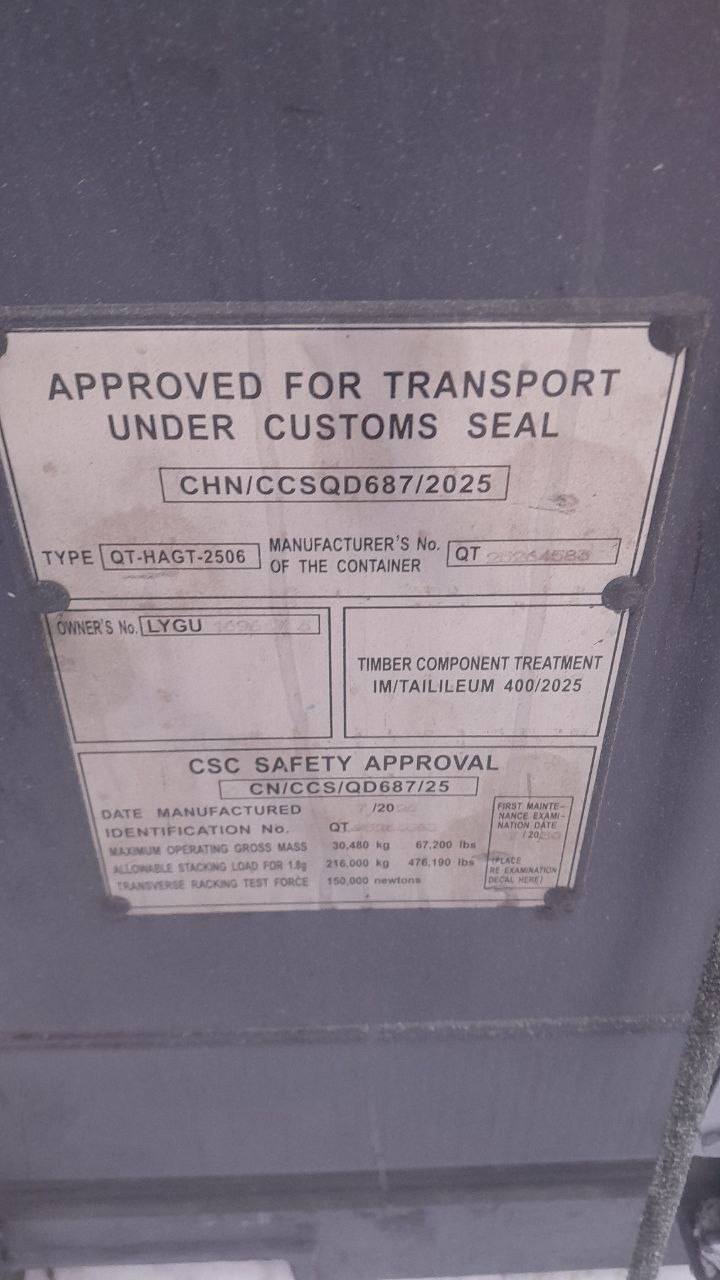 APPROVED FOR TRANSPORT
UNDER CUSTOMS SEAL
CHN/CCSQD687/2025
TYPE QT-HAGT-2506
MANUFACTURER'S No.
OF THE CONTAINER
QT
OWNER'S No. LYGU
TIMBER COMPONENT TREATMENT
IM/TAILILEUM 400/2025
CSC SAFETY APPROVAL
CN/CCS/QD687/25
DATE MANUFACTURED /20
IDENTIFICATION No. QT
MAXIMUM OPERATING GROSS MASS 30,480 kg 67,200 lbs
ALLOWABLE STACKING LOAD FOR 1.8g 216,000 kg 476,190 lbs
TRANSVERSE RACKING TEST FORCE 150,000 newtons
FIRST MAINTE-
NANCE EXAMI-
NATION DATE
/20
(PLACE
RE EXAMINATION
DECAL HERE)